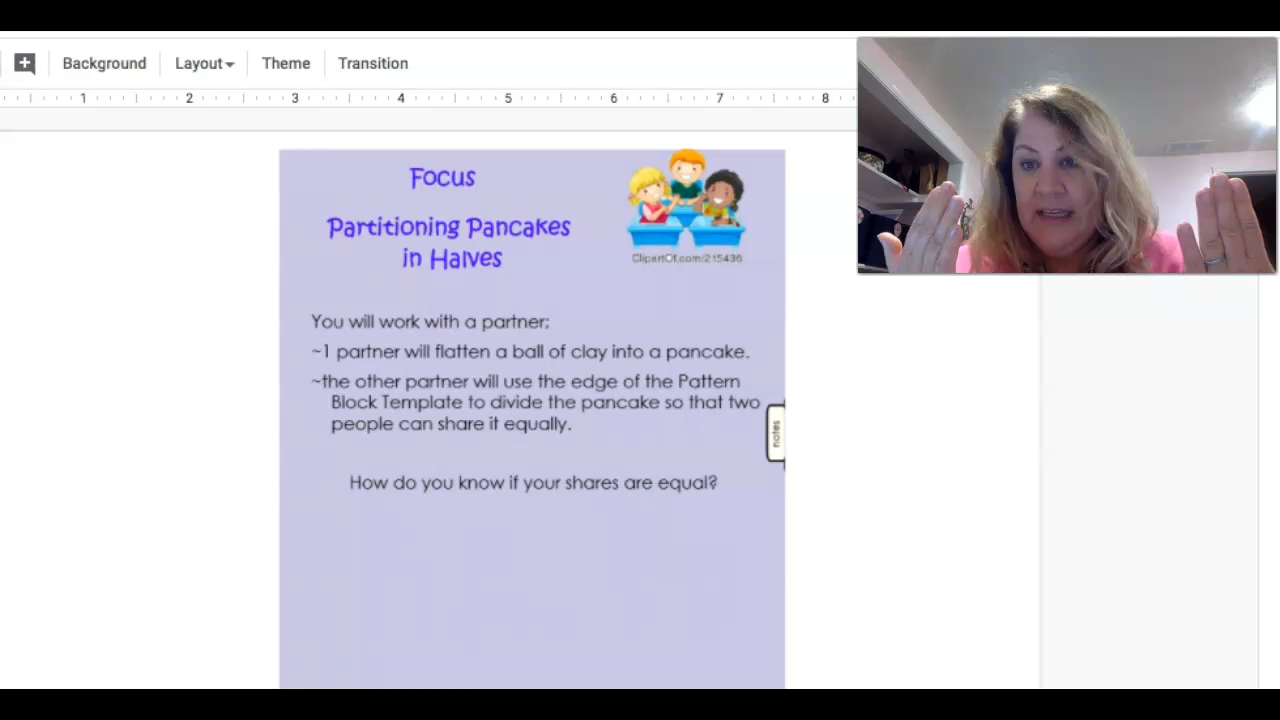 Background Layout Theme Transition
1 2 3 4 5 6 7 8
Focus
Partitioning Pancakes
in Halves
ClipartOf.com/215436
You will work with a partner;
~1 partner will flatten a ball of clay into a pancake.
~the other partner will use the edge of the Pattern
Block Template to divide the pancake so that two
people can share it equally.
notes
How do you know if your shares are equal?